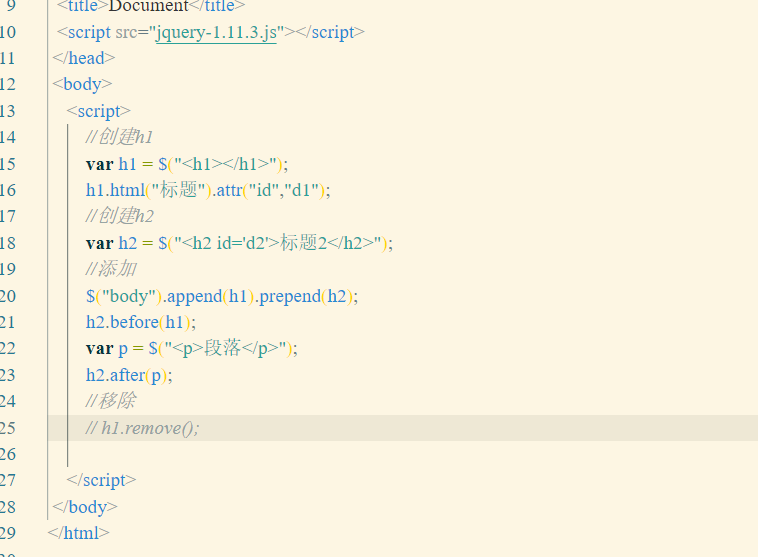 9 <title>Document</title>
10 <script src="jquery-1.11.3.js"></script>
11 </head>
12 <body>
13 <script>
14 //创建h1
15 var h1 = $("<h1></h1>");
16 h1.html("标题").attr("id","d1");
17 //创建h2
18 var h2 = $("<h2 id='d2'>标题2</h2>");
19 //添加
20 $("body").append(h1).prepend(h2);
21 h2.before(h1);
22 var p = $("<p>段落</p>");
23 h2.after(p);
24 //移除
25 // h1.remove();
26
27 </script>
28 </body>
29 </html>